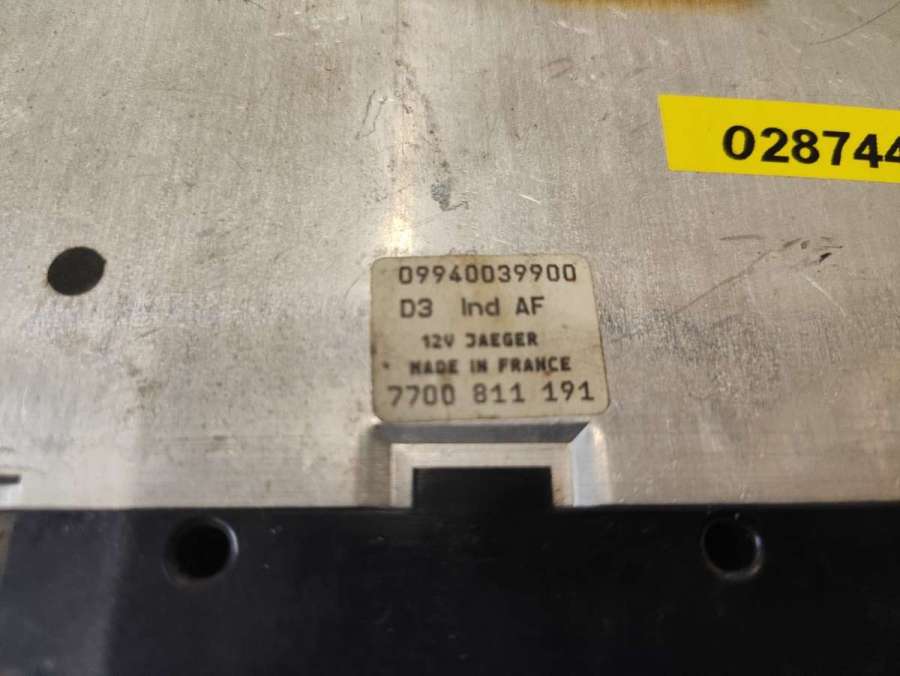 028744
09940039900
D3 Ind AF
12V JAEGER
MADE IN FRANCE
7700 811 191